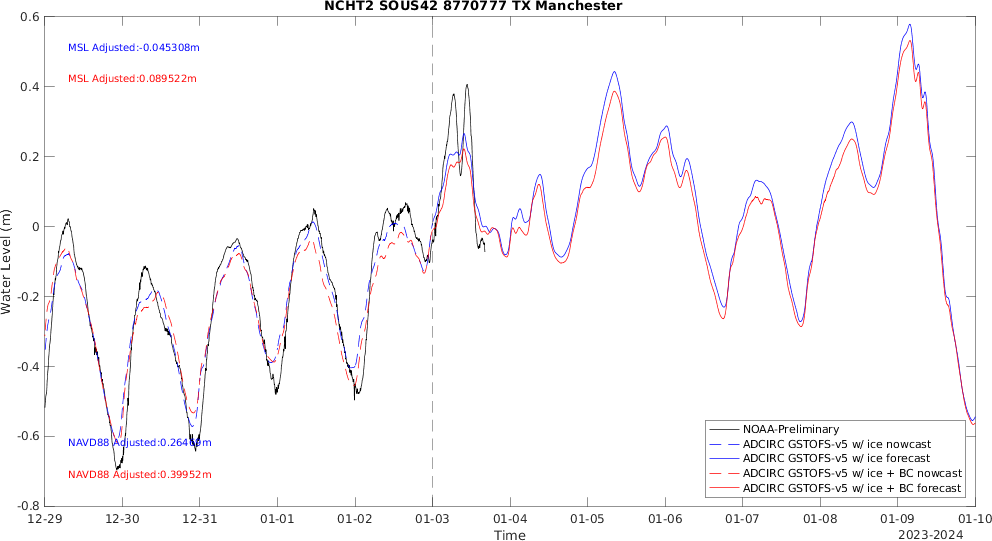 NCHT2 SOUS42 8770777 TX Manchester
0.6
MSL Adjusted:-0.045308m
MSL Adjusted:0.089522m
0.4
0.2
0
-0.2
-0.4
-0.6
-0.8
Water Level (m)
NAVD88 Adjusted:
NAVD88 Adjusted:0.39952m
NOAA-Preliminary
ADCIRC GSTOFS-v5 w/ ice nowcast
ADCIRC GSTOFS-v5 w/ ice forecast
ADCIRC GSTOFS-v5 w/ ice + BC nowcast
ADCIRC GSTOFS-v5 w/ ice + BC forecast
12-29 12-30 12-31 01-01 01-02 01-03 01-04 01-05 01-06 01-07 01-08 01-09 01-10
Time
2023-2024